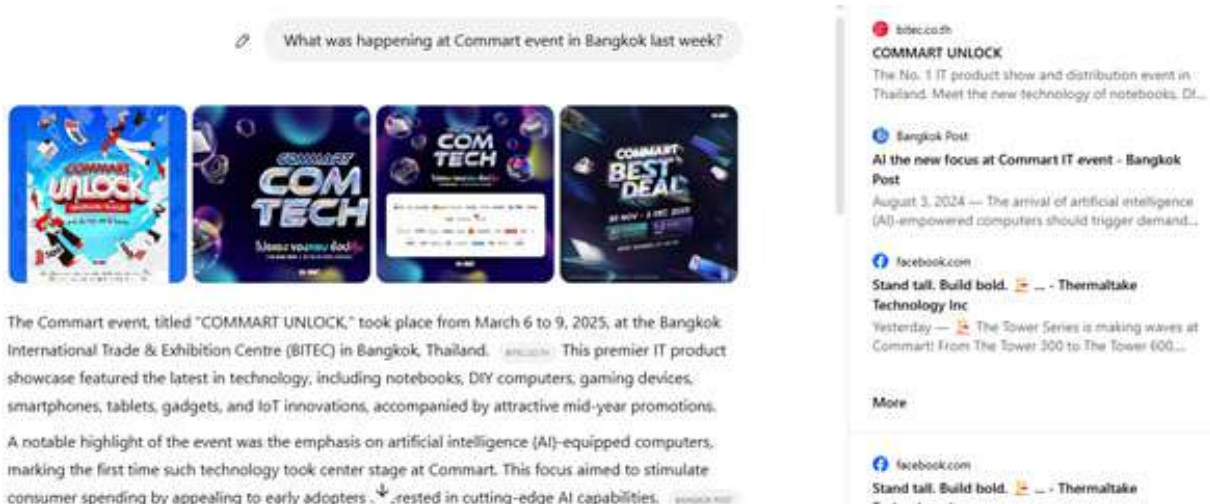 What was happening at Commart event in Bangkok last week?
COMMART
UNLOCK
COMMART
COM
TECH
COM
TECH
COMMART
BEST
DEAL
The Commart event, titled "COMMART UNLOCK," took place from March 6 to 9, 2025, at the Bangkok
International Trade & Exhibition Centre (BITEC) in Bangkok, Thailand. This premier IT product
showcase featured the latest in technology, including notebooks, DIY computers, gaming devices,
smartphones, tablets, gadgets, and IoT innovations, accompanied by attractive mid-year promotions.
A notable highlight of the event was the emphasis on artificial intelligence (AI)-equipped computers,
marking the first time such technology took center stage at Commart. This focus aimed to stimulate
consumer spending by appealing to early adopters rested in cutting-edge AI capabilities.
bitec.co.th
COMMART UNLOCK
The No. 1 IT product show and distribution event in
Thailand. Meet the new technology of notebooks, DI...
Bangkok Post
AI the new focus at Commart IT event - Bangkok
Post
August 3, 2024 — The arrival of artificial intelligence
(AI)-empowered computers should trigger demand...
facebook.com
Stand tall. Build bold. ... - Thermaltake
Technology Inc
Yesterday — The Tower Series is making waves at
Commart! From The Tower 300 to The Tower 600....
More
facebook.com
Stand tall. Build bold. ... - Thermaltake